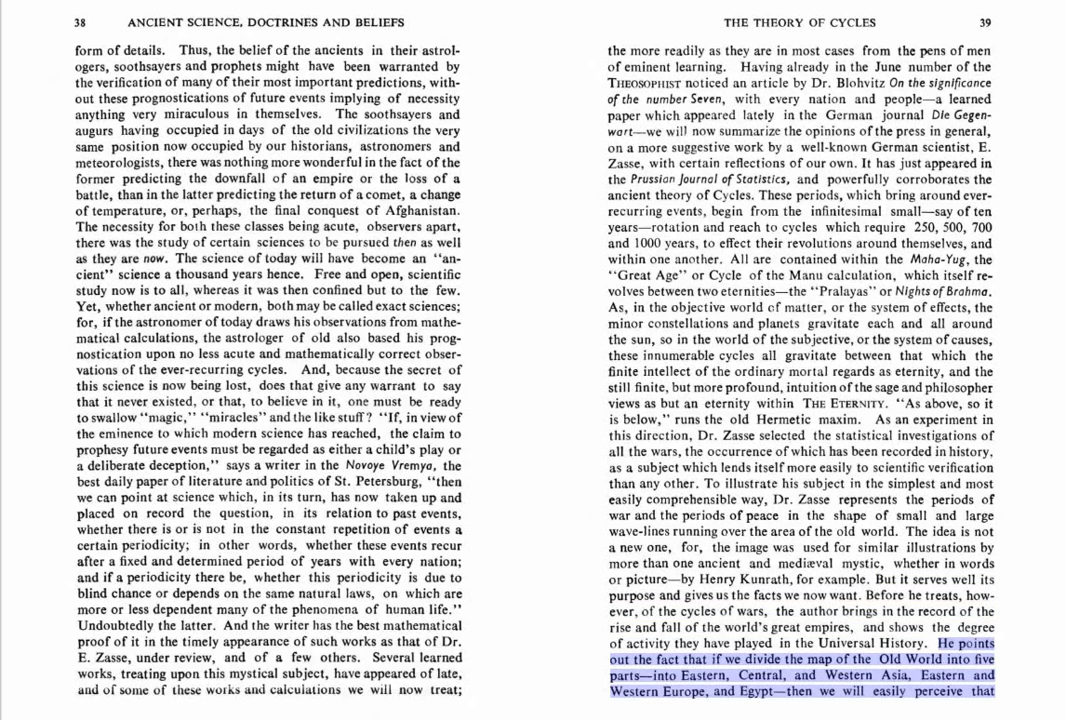 38 ANCIENT SCIENCE, DOCTRINES AND BELIEFS
form of details. Thus, the belief of the ancients in their astrol-
ogers, soothsayers and prophets might have been warranted by
the verification of many of their most important predictions, with-
out these prognostications of future events implying of necessity
anything very miraculous in themselves. The soothsayers and
augurs having occupied in days of the old civilizations the very
same position now occupied by our historians, astronomers and
meteorologists, there was nothing more wonderful in the fact of the
former predicting the downfall of an empire or the loss of a
battle, than in the latter predicting the return of a comet, a change
of temperature, or, perhaps, the final conquest of Afghanistan.
The necessity for both these classes being acute, observers apart,
there was the study of certain sciences to be pursued then as well
as they are now. The science of today will have become an "an-
cient" science a thousand years hence. Free and open, scientific
study now is to all, whereas it was then confined but to the few.
Yet, whether ancient or modern, both may be called exact sciences;
for, if the astronomer of today draws his observations from mathe-
matical calculations, the astrologer of old also based his prog-
nostication upon no less acute and mathematically correct obser-
vations of the ever-recurring cycles. And, because the secret of
this science is now being lost, does that give any warrant to say
that it never existed, or that, to believe in it, one must be ready
to swallow "magic," "miracles" and the like stuff? "If, in view of
the eminence to which modern science has reached, the claim to
prophesy future events must be regarded as either a child's play or
a deliberate deception," says a writer in the Novoye Vremya, the
best daily paper of literature and politics of St. Petersburg, "then
we can point at science which, in its turn, has now taken up and
placed on record the question, in its relation to past events,
whether there is or is not in the constant repetition of events a
certain periodicity; in other words, whether these events recur
after a fixed and determined period of years with every nation;
and if a periodicity there be, whether this periodicity is due to
blind chance or depends on the same natural laws, on which are
more or less dependent many of the phenomena of human life."
Undoubtedly the latter. And the writer has the best mathematical
proof of it in the timely appearance of such works as that of Dr.
E. Zasse, under review, and of a few others. Several learned
works, treating upon this mystical subject, have appeared of late,
and of some of these works and calculations we will now treat;
THE THEORY OF CYCLES 39
the more readily as they are in most cases from the pens of men
of eminent learning. Having already in the June number of the
THEOSOPHIST noticed an article by Dr. Blohvitz On the significance
of the number Seven, with every nation and people—a learned
paper which appeared lately in the German journal Die Gegen-
wart—we will now summarize the opinions of the press in general,
on a more suggestive work by a well-known German scientist, E.
Zasse, with certain reflections of our own. It has just appeared in
the Prussian Journal of Statistics, and powerfully corroborates the
ancient theory of Cycles. These periods, which bring around ever-
recurring events, begin from the infinitesimal small—say of ten
years—rotation and reach to cycles which require 250, 500, 700
and 1000 years, to effect their revolutions around themselves, and
within one another. All are contained within the Maha-Yug, the
"Great Age" or Cycle of the Manu calculation, which itself re-
volves between two eternities—the "Pralayas" or Nights of Brahma.
As, in the objective world of matter, or the system of effects, the
minor constellations and planets gravitate each and all around
the sun, so in the world of the subjective, or the system of causes,
these innumerable cycles all gravitate between that which the
finite intellect of the ordinary mortal regards as eternity, and the
still finite, but more profound, intuition of the sage and philosopher
views as but an eternity within THE ETERNITY. "As above, so it
is below," runs the old Hermetic maxim. As an experiment in
this direction, Dr. Zasse selected the statistical investigations of
all the wars, the occurrence of which has been recorded in history,
as a subject which lends itself more easily to scientific verification
than any other. To illustrate his subject in the simplest and most
easily comprehensible way, Dr. Zasse represents the periods of
war and the periods of peace in the shape of small and large
wave-lines running over the area of the old world. The idea is not
a new one, for, the image was used for similar illustrations by
more than one ancient and mediæval mystic, whether in words
or picture—by Henry Kunrath, for example. But it serves well its
purpose and gives us the facts we now want. Before he treats, how-
ever, of the cycles of wars, the author brings in the record of the
rise and fall of the world's great empires, and shows the degree
of activity they have played in the Universal History. He points
out the fact that if we divide the map of the Old World into five
parts—into Eastern, Central, and Western Asia, Eastern and
Western Europe, and Egypt—then we will easily perceive that